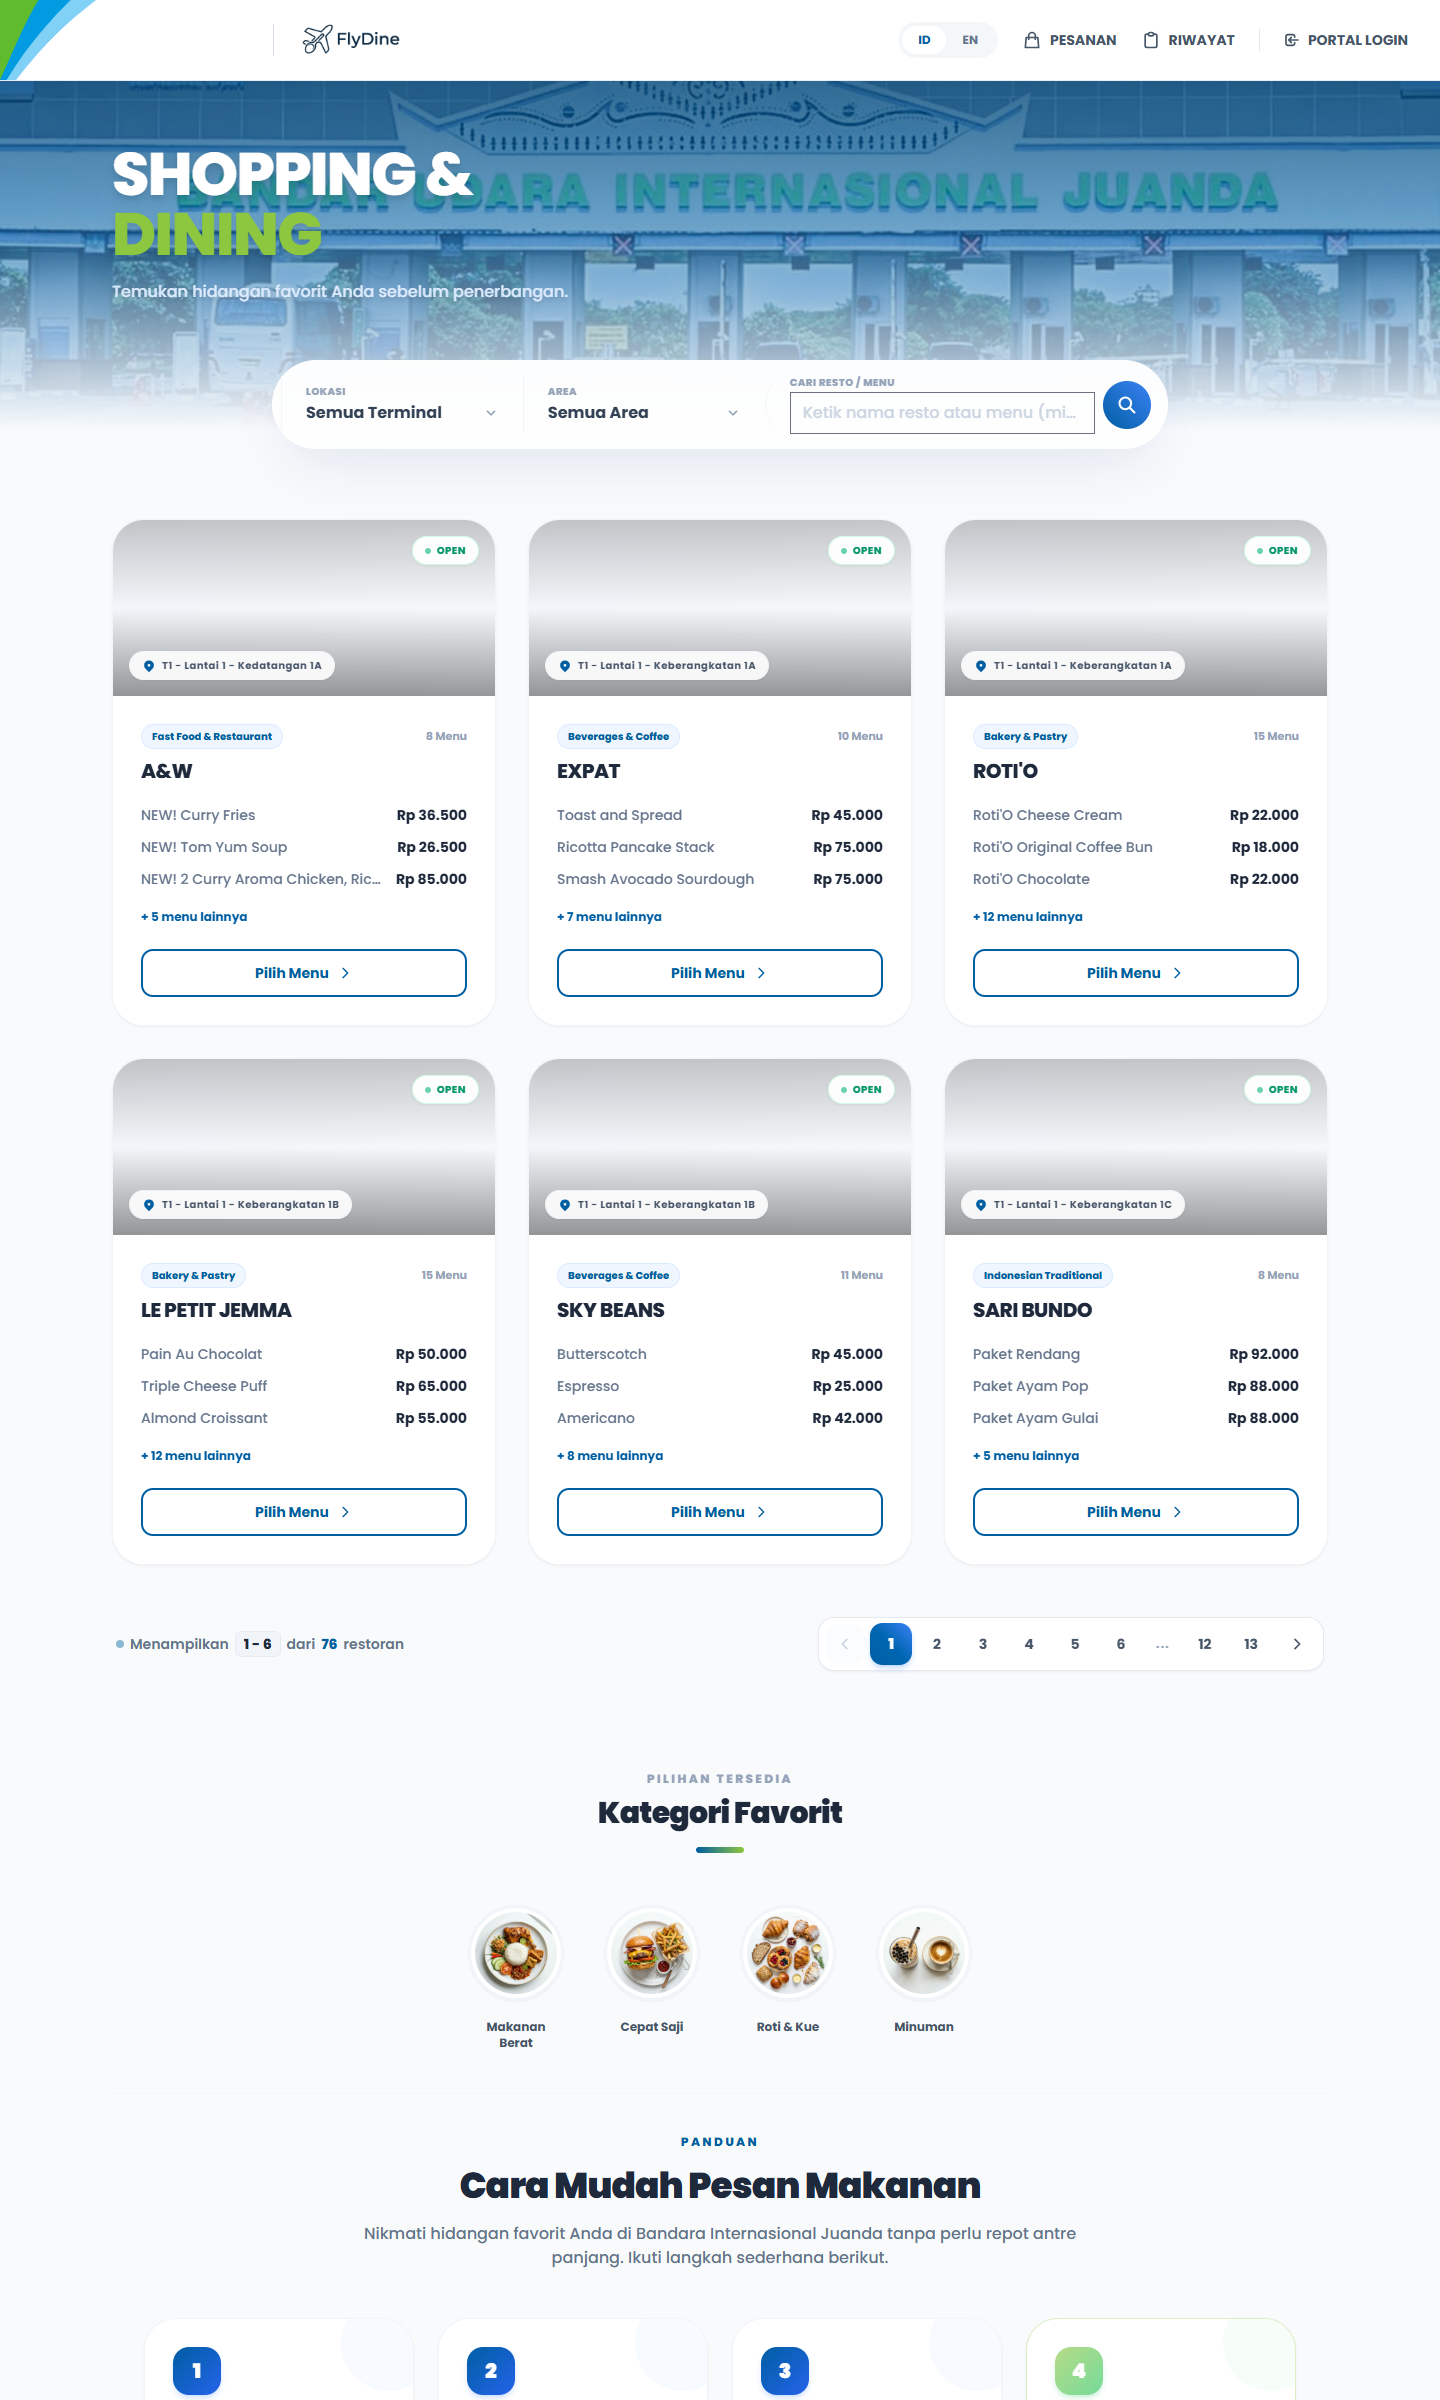 FlyDine
ID
EN
PESANAN
RIWAYAT
PORTAL LOGIN
BANDARA INTERNASIONAL JUANDA
SHOPPING &
DINING
Temukan hidangan favorit Anda sebelum penerbangan.
LOKASI
Semua Terminal
AREA
Semua Area
CARI RESTO / MENU
Ketik nama resto atau menu (mi...
OPEN
T1 - Lantai 1 - Kedatangan 1A
Fast Food & Restaurant
8 Menu
A&W
NEW! Curry Fries Rp 36.500
NEW! Tom Yum Soup Rp 26.500
NEW! 2 Curry Aroma Chicken, Ric... Rp 85.000
+ 5 menu lainnya
Pilih Menu
OPEN
T1 - Lantai 1 - Keberangkatan 1A
Beverages & Coffee
10 Menu
EXPAT
Toast and Spread Rp 45.000
Ricotta Pancake Stack Rp 75.000
Smash Avocado Sourdough Rp 75.000
+ 7 menu lainnya
Pilih Menu
OPEN
T1 - Lantai 1 - Keberangkatan 1A
Bakery & Pastry
15 Menu
ROTI'O
Roti'O Cheese Cream Rp 22.000
Roti'O Original Coffee Bun Rp 18.000
Roti'O Chocolate Rp 22.000
+ 12 menu lainnya
Pilih Menu
OPEN
T1 - Lantai 1 - Keberangkatan 1B
Bakery & Pastry
15 Menu
LE PETIT JEMMA
Pain Au Chocolat Rp 50.000
Triple Cheese Puff Rp 65.000
Almond Croissant Rp 55.000
+ 12 menu lainnya
Pilih Menu
OPEN
T1 - Lantai 1 - Keberangkatan 1B
Beverages & Coffee
11 Menu
SKY BEANS
Butterscotch Rp 45.000
Espresso Rp 25.000
Americano Rp 42.000
+ 8 menu lainnya
Pilih Menu
OPEN
T1 - Lantai 1 - Keberangkatan 1C
Indonesian Traditional
8 Menu
SARI BUNDO
Paket Rendang Rp 92.000
Paket Ayam Pop Rp 88.000
Paket Ayam Gulai Rp 88.000
+ 5 menu lainnya
Pilih Menu
Menampilkan 1 - 6 dari 76 restoran
1 2 3 4 5 6 ... 12 13
PILIHAN TERSEDIA
Kategori Favorit
Makanan
Berat
Cepat Saji
Roti & Kue
Minuman
PANDUAN
Cara Mudah Pesan Makanan
Nikmati hidangan favorit Anda di Bandara Internasional Juanda tanpa perlu repot antre
panjang. Ikuti langkah sederhana berikut.
1
2
3
4